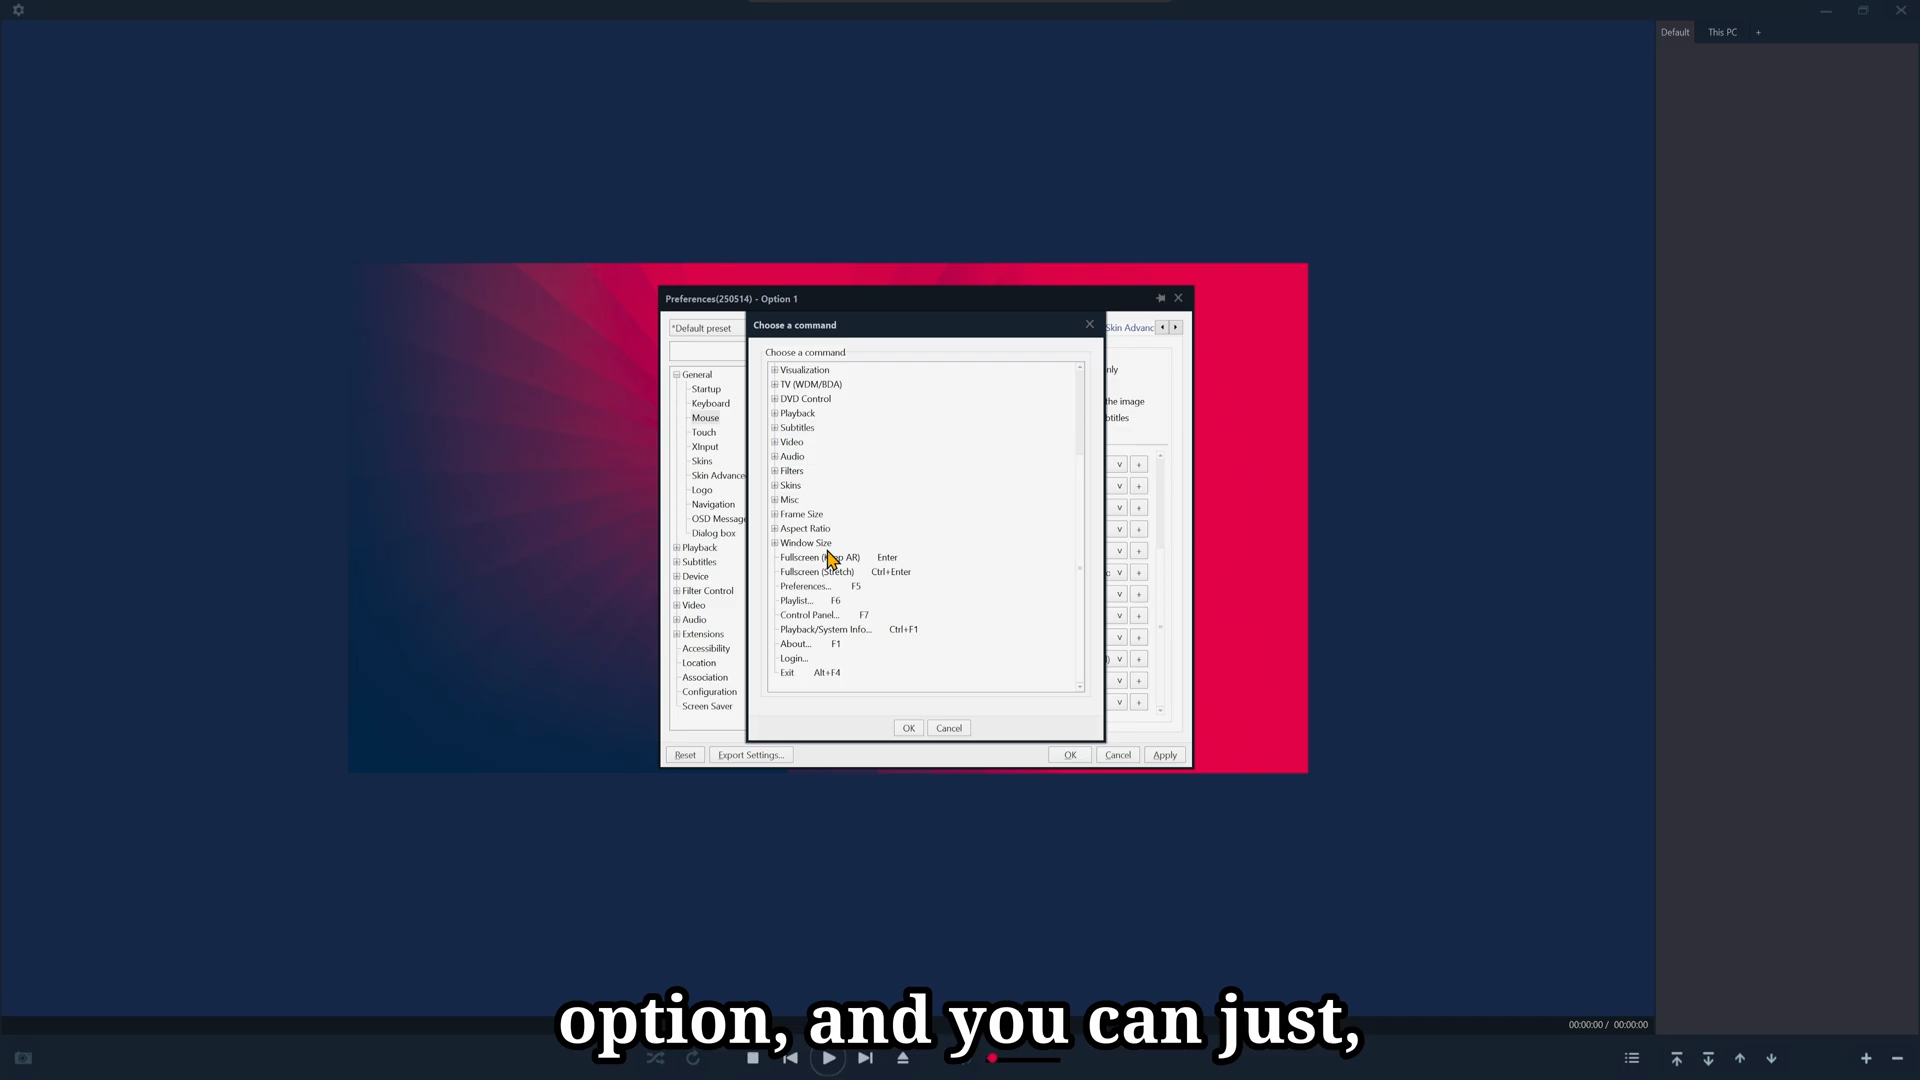 Default This PC +
Preferences(250514) - Option 1
*Default preset
Skin Advanc
Choose a command
Choose a command
Visualization
TV (WDM/BDA)
DVD Control
Playback
Subtitles
Video
Audio
Filters
Skins
Misc
Frame Size
Aspect Ratio
Window Size
Fullscreen (Keep AR) Enter
Fullscreen (Stretch) Ctrl+Enter
Preferences... F5
Playlist... F6
Control Panel... F7
Playback/System Info... Ctrl+F1
About... F1
Login...
Exit Alt+F4
OK Cancel
General
Startup
Keyboard
Mouse
Touch
XInput
Skins
Skin Advance
Logo
Navigation
OSD Messag
Dialog box
Playback
Subtitles
Device
Filter Control
Video
Audio
Extensions
Accessibility
Location
Association
Configuration
Screen Saver
nly
the image
btitles
Reset Export Settings... OK Cancel Apply
option, and you can just,
00:00:00 / 00:00:00